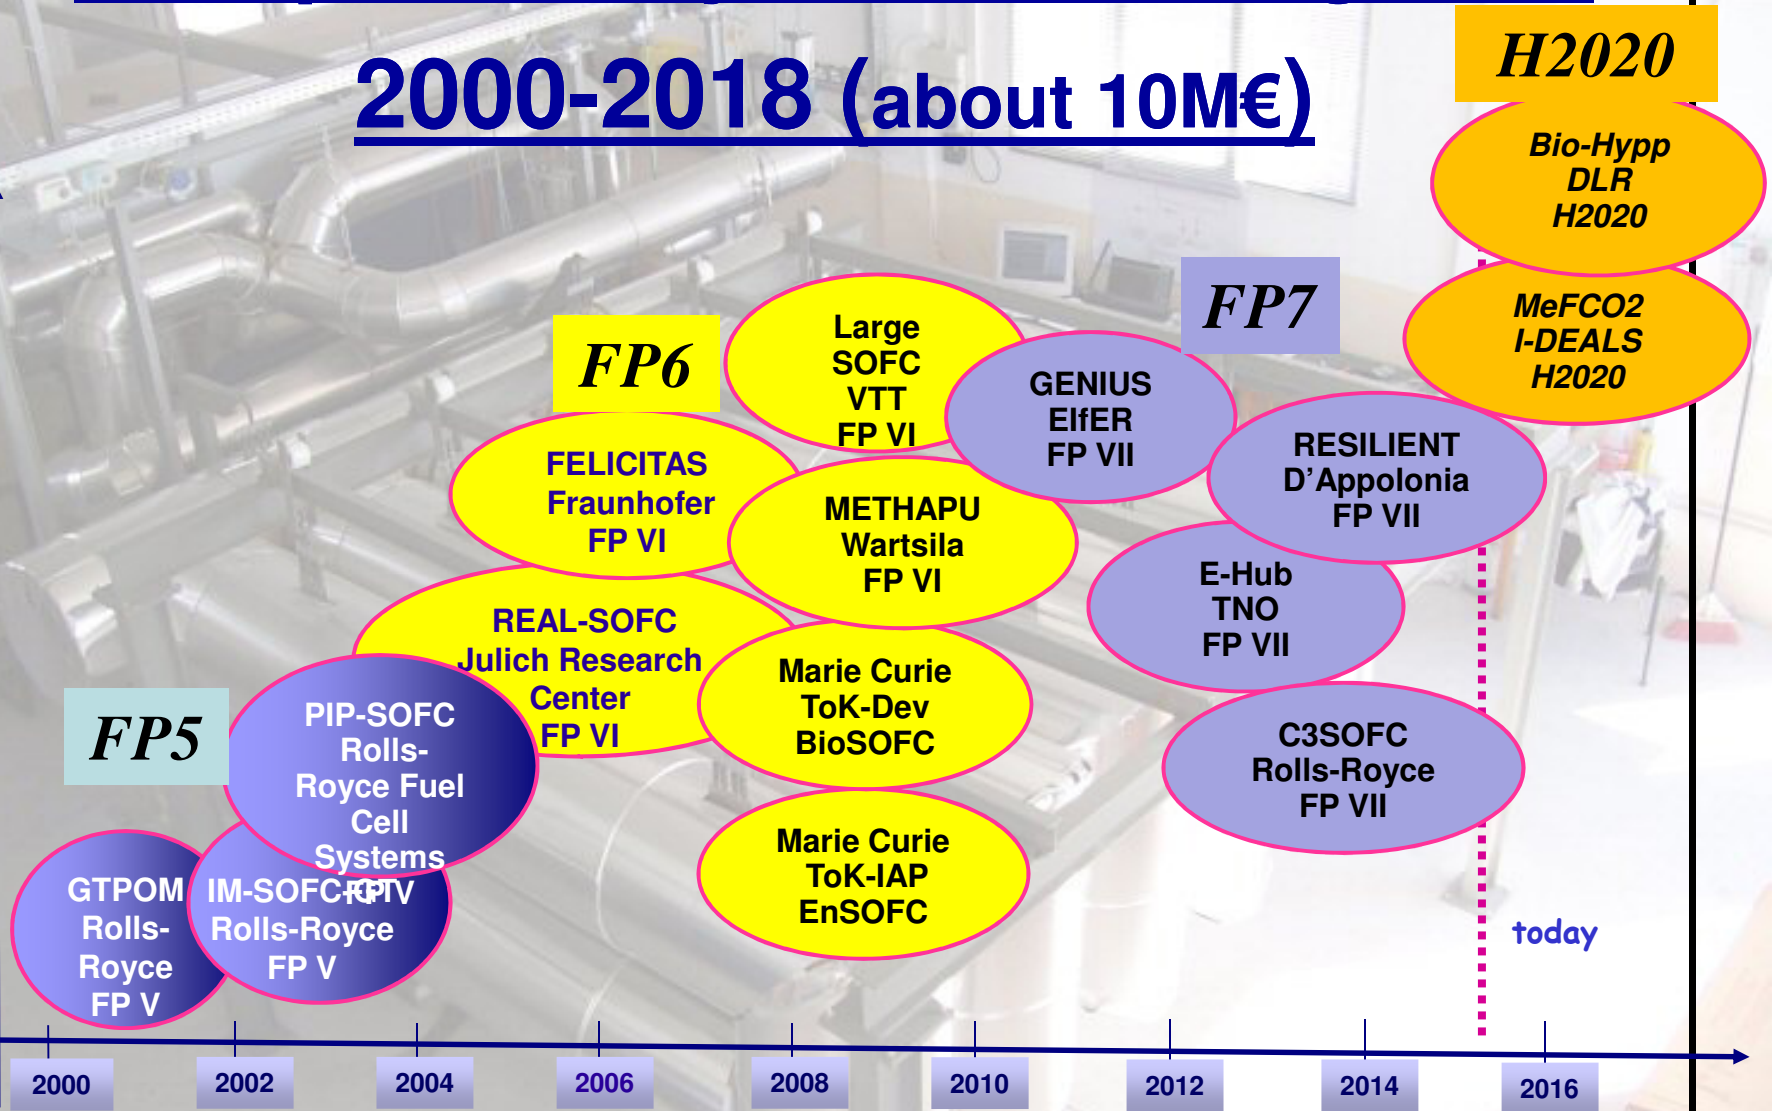 2000-2018 (about 10M€)
H2020
Bio-Hypp
DLR
H2020
MeFCO2
I-DEALS
H2020
FP7
GENIUS
EIfER
FP VII
RESILIENT
D'Appolonia
FP VII
E-Hub
TNO
FP VII
C3SOFC
Rolls-Royce
FP VII
FP6
Large
SOFC
VTT
FP VI
FELICITAS
Fraunhofer
FP VI
METHAPU
Wartsila
FP VI
REAL-SOFC
Julich Research
Center
FP VI
Marie Curie
ToK-Dev
BioSOFC
Marie Curie
ToK-IAP
EnSOFC
FP5
PIP-SOFC
Rolls-
Royce Fuel
Cell
Systems
FP V
GTPOM
Rolls-
Royce
FP V
IM-SOFC-GT
Rolls-Royce
FP V
today
2000
2002
2004
2006
2008
2010
2012
2014
2016